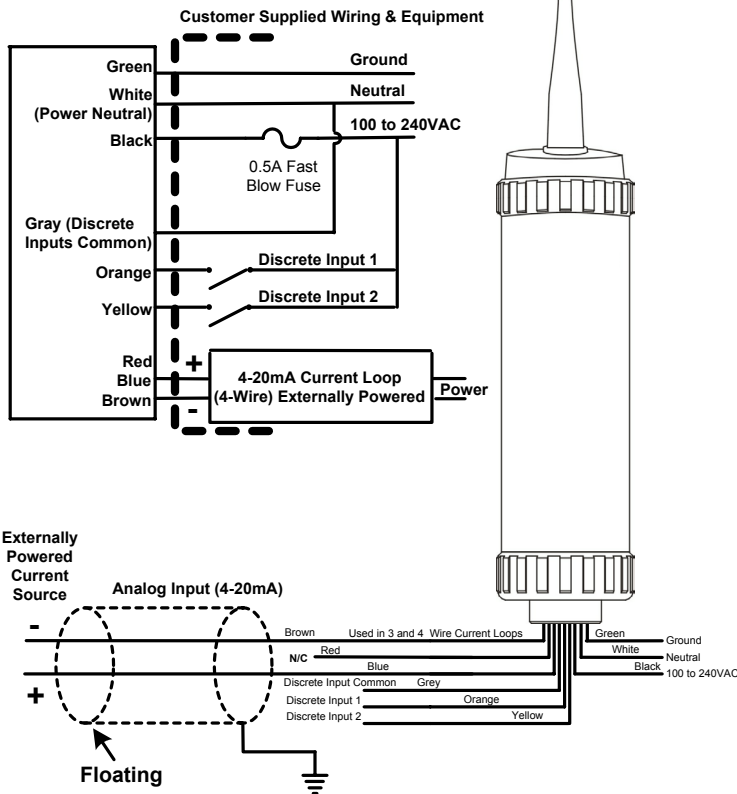 Customer Supplied Wiring & Equipment
Green
Ground
White
(Power Neutral)
Neutral
Black
100 to 240VAC
0.5A Fast
Blow Fuse
Gray (Discrete
Inputs Common)
Orange
Discrete Input 1
Yellow
Discrete Input 2
Red
+
Blue
Brown
-
4-20mA Current Loop
(4-Wire) Externally Powered
Power
Externally
Powered
Current
Source
Analog Input (4-20mA)
-
Brown
Used in 3 and 4 Wire Current Loops
N/C
Red
Blue
+
Discrete Input Common
Grey
Discrete Input 1
Orange
Discrete Input 2
Yellow
Green
Ground
White
Neutral
Black
100 to 240VAC
Floating